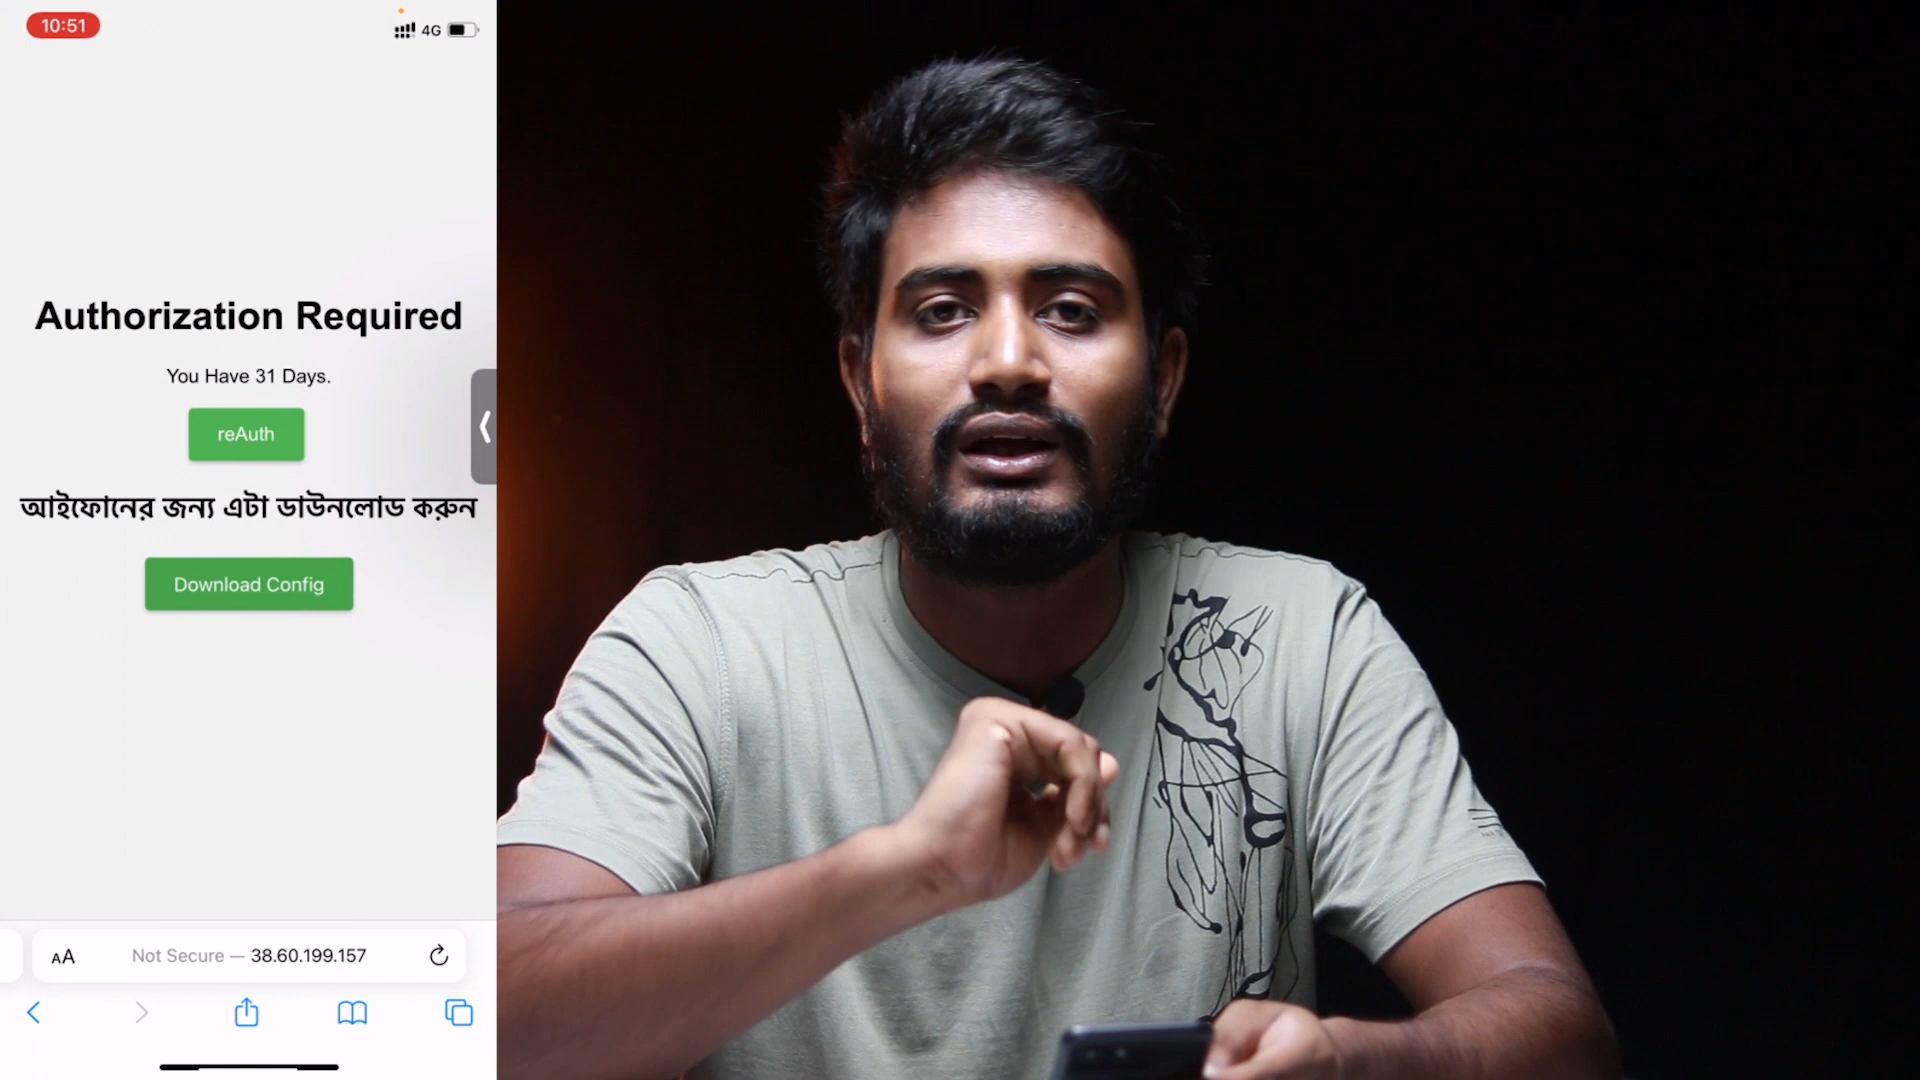 10:51
4G
Authorization Required
You Have 31 Days.
reAuth
আইফোনের জন্য এটা ডাউনলোড করুন
Download Config
AA
Not Secure — 38.60.199.157